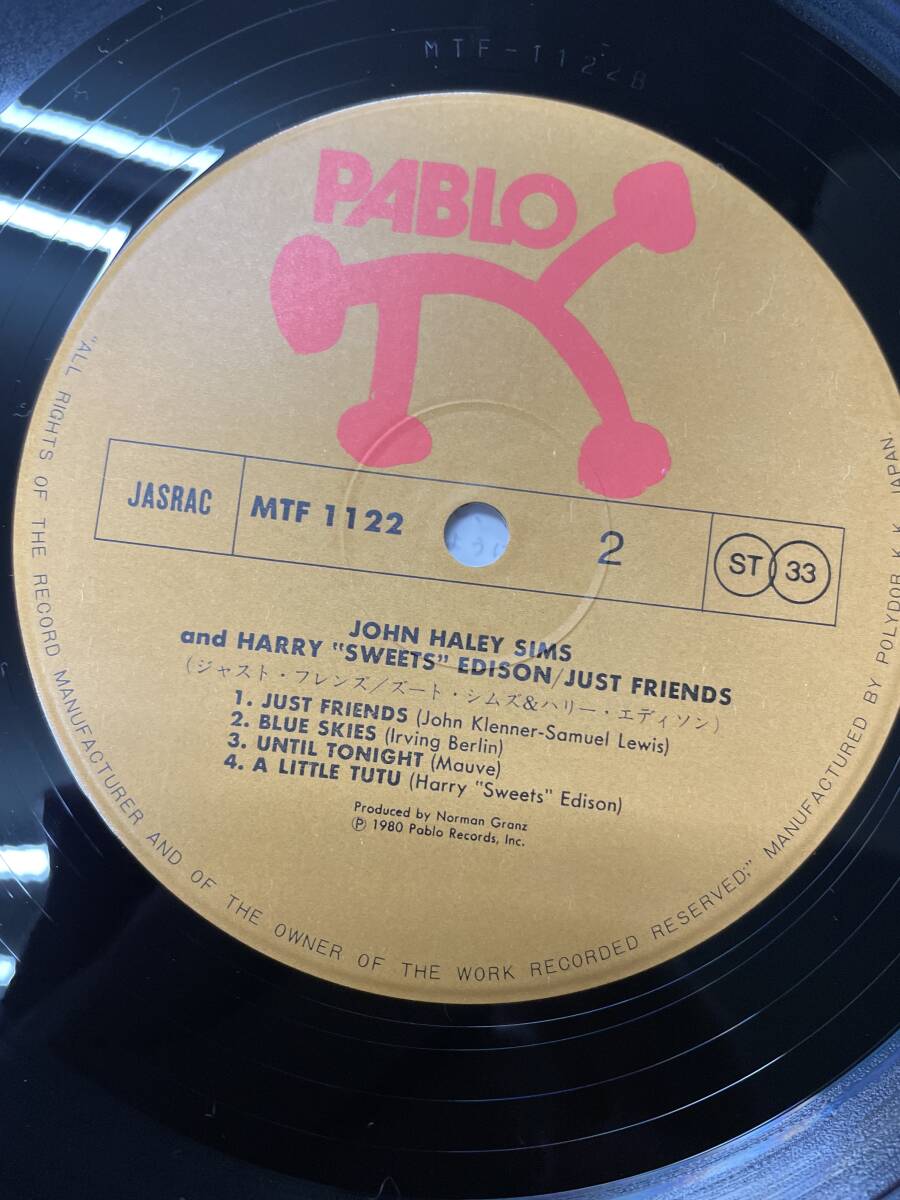 MTF-1122B
PABLO
JASRAC
MTF 1122
2
ST
33
JOHN HALEY SIMS
and HARRY "SWEETS" EDISON/JUST FRIENDS
(ジャスト・フレンズ/ズート・シムズ&ハリー・エディソン)
1. JUST FRIENDS (John Klenner-Samuel Lewis)
2. BLUE SKIES (Irving Berlin)
3. UNTIL TONIGHT (Mauve)
4. A LITTLE TUTU (Harry "Sweets" Edison)
Produced by Norman Granz
Ⓟ 1980 Pablo Records, Inc.
"ALL RIGHTS OF THE RECORD MANUFACTURER AND OF THE OWNER OF THE WORK RECORDED RESERVED;" MANUFACTURED BY POLYDOR K.K. JAPAN.